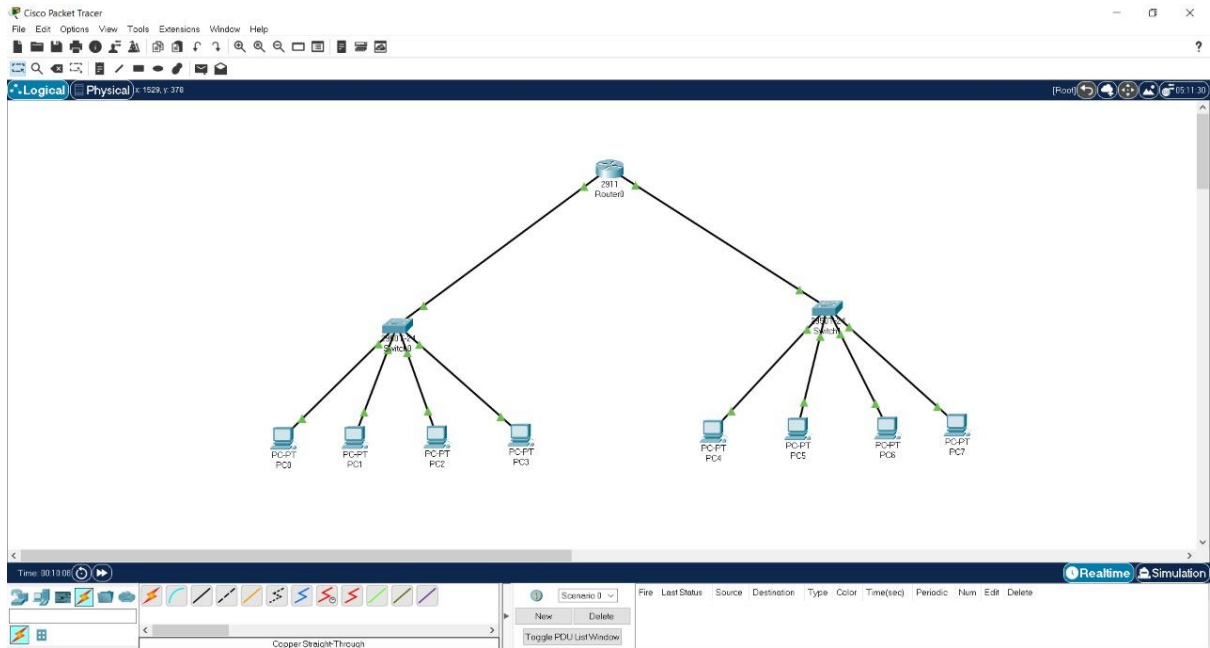 Cisco Packet Tracer
File Edit Options View Tools Extensions Window Help
?
Logical Physical x: 1529, y: 378 [Root] 05:11:30
2911
Router0
Switch0
Switch1
PC-PT
PC0
PC-PT
PC1
PC-PT
PC2
PC-PT
PC3
PC-PT
PC4
PC-PT
PC5
PC-PT
PC6
PC-PT
PC7
Time: 00:10:06 Realtime Simulation
Scenario 0
New Delete
Toggle PDU List Window
Fire Last Status Source Destination Type Color Time(sec) Periodic Num Edit Delete
Copper Straight-Through